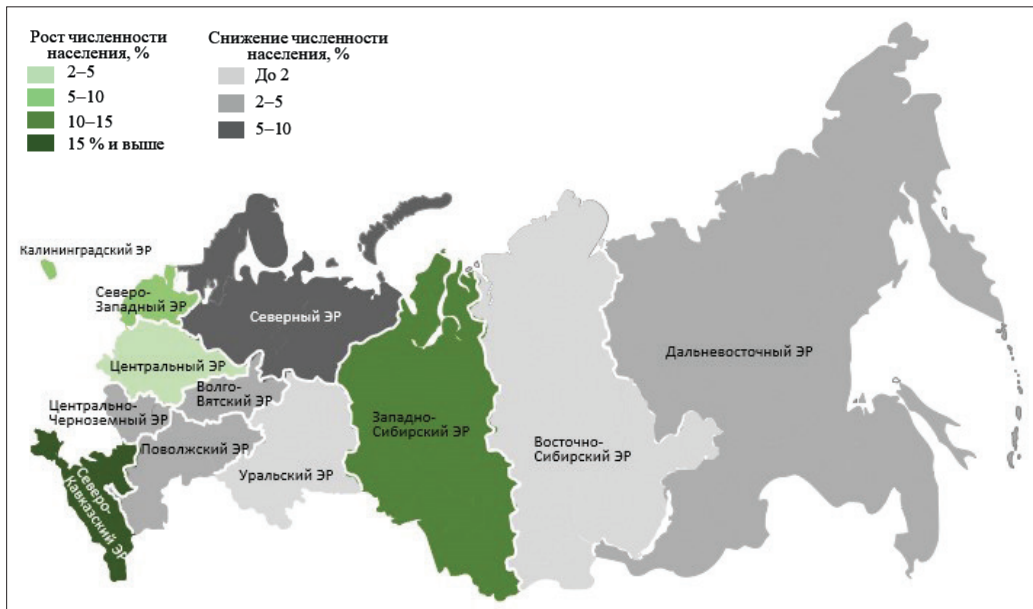 Рост численности
населения, %
2–5
5–10
10–15
15 % и выше
Снижение численности
населения, %
До 2
2–5
5–10
Калининградский ЭР
Северо-
Западный ЭР
Северный ЭР
Центральный ЭР
Волго-
Вятский ЭР
Центрально-
Черноземный ЭР
Поволжский ЭР
Северо-
Кавказский ЭР
Уральский ЭР
Западно-
Сибирский ЭР
Восточно-
Сибирский ЭР
Дальневосточный ЭР